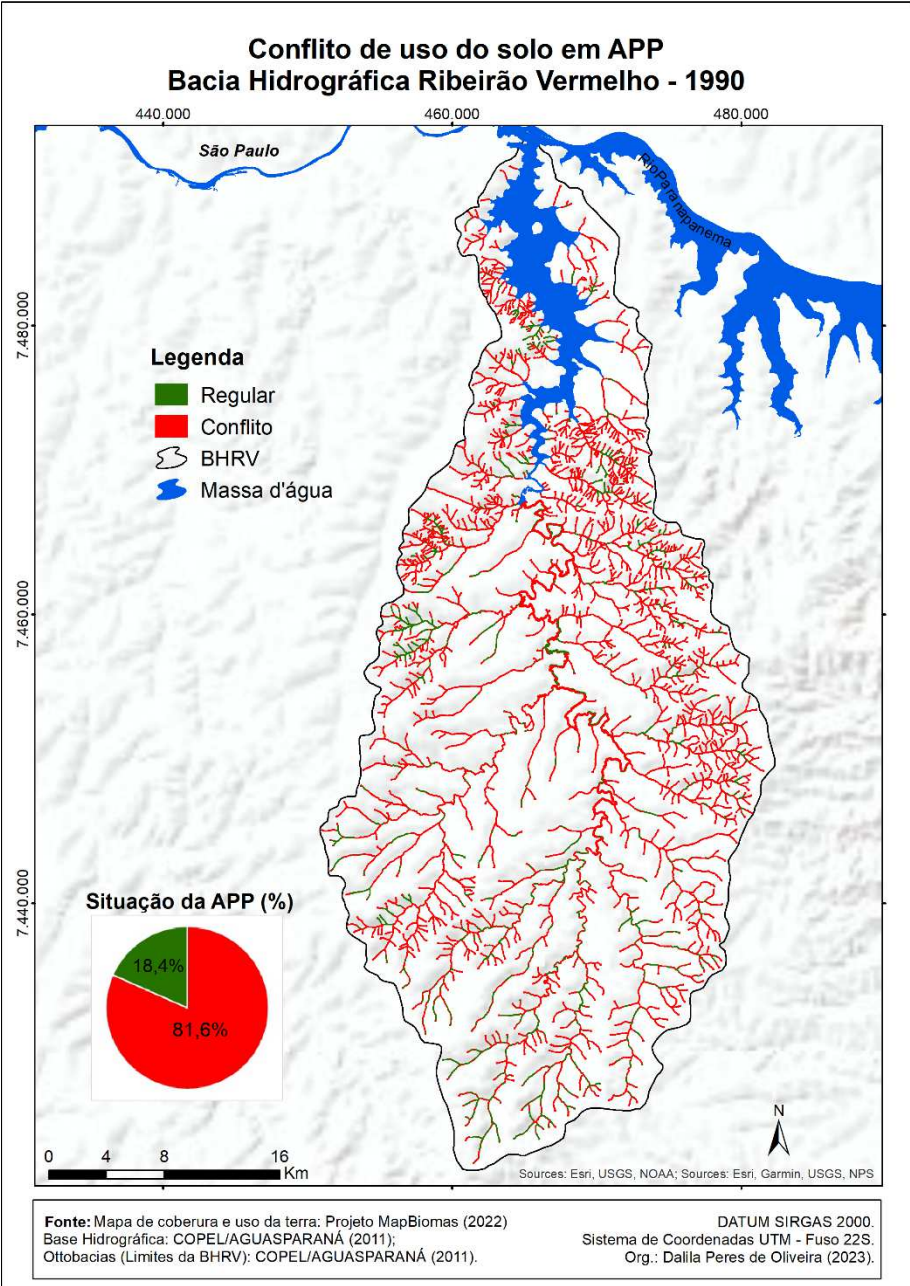 Conflito de uso do solo em APP
Bacia Hidrográfica Ribeirão Vermelho - 1990
440.000 460.000 480.000
São Paulo
Rio Paranapanema
7.480.000
Legenda
Regular
Conflito
BHRV
Massa d'água
7.460.000
7.440.000
Situação da APP (%)
18,4%
81,6%
N
0 4 8 16
Km
Sources: Esri, USGS, NOAA; Sources: Esri, Garmin, USGS, NPS
Fonte: Mapa de coberura e uso da terra: Projeto MapBiomas (2022)
Base Hidrográfica: COPEL/AGUASPARANÁ (2011);
Ottobacias (Limites da BHRV): COPEL/AGUASPARANÁ (2011).
DATUM SIRGAS 2000.
Sistema de Coordenadas UTM - Fuso 22S.
Org.: Dalila Peres de Oliveira (2023).